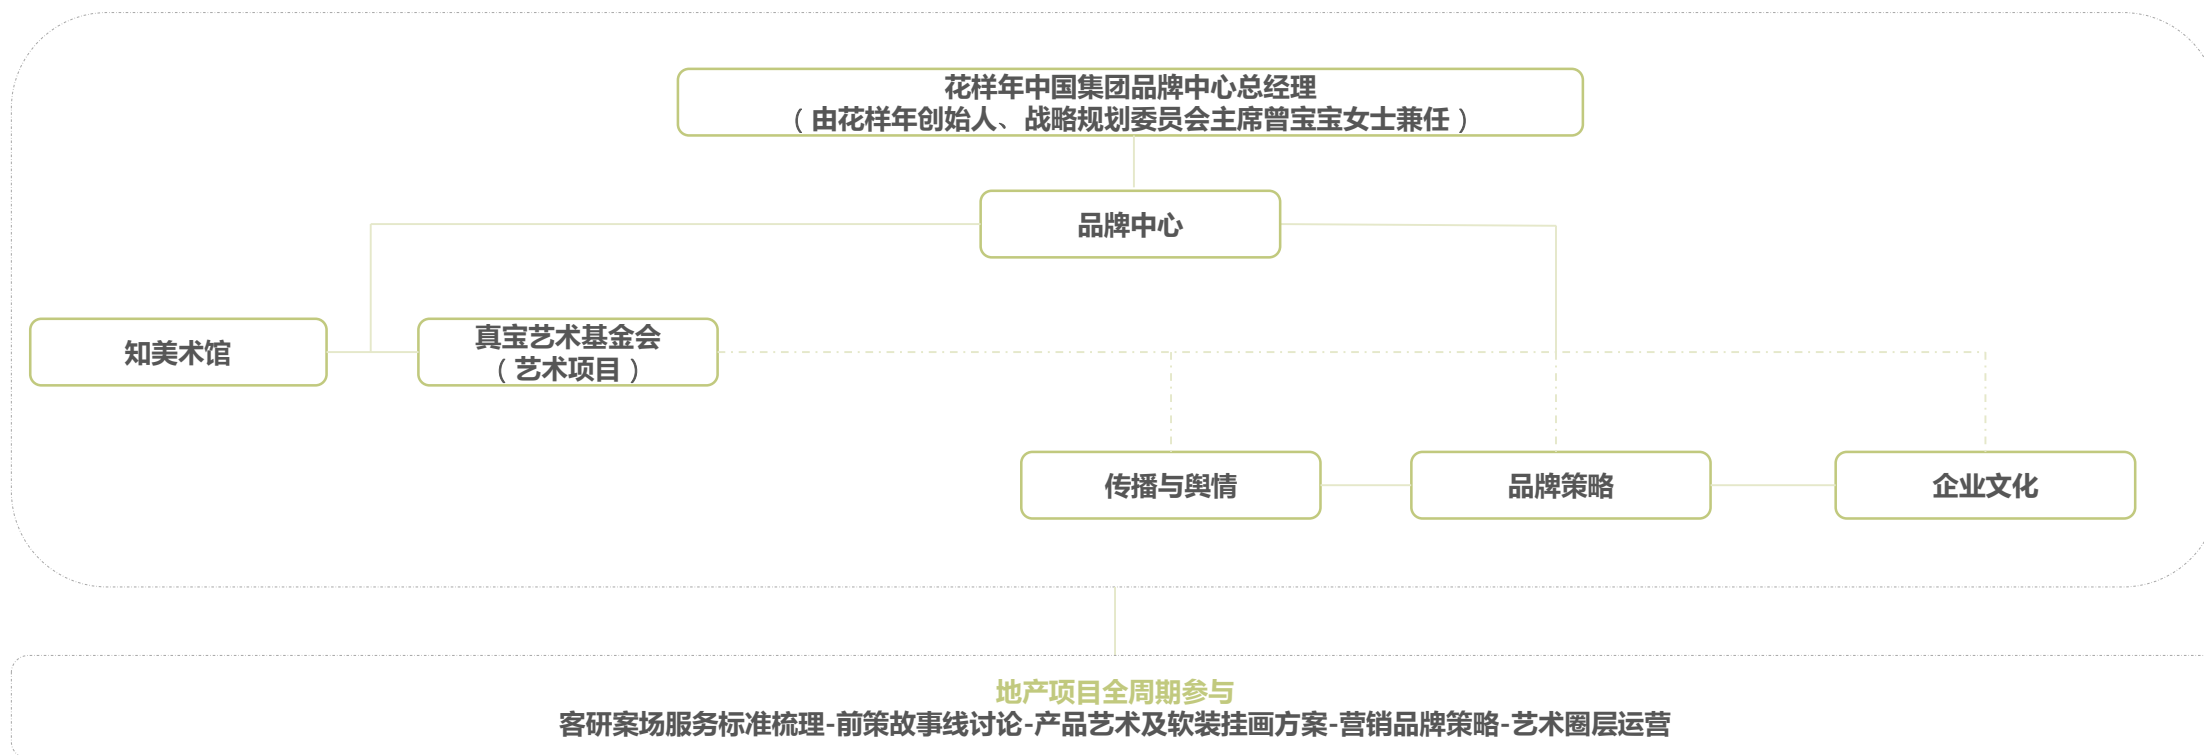 花样年中国集团品牌中心总经理
（由花样年创始人、战略规划委员会主席曾宝宝女士兼任）
品牌中心
知美术馆
真宝艺术基金会
（艺术项目）
传播与舆情
品牌策略
企业文化
地产项目全周期参与
客研案场服务标准梳理-前策故事线讨论-产品艺术及软装挂画方案-营销品牌策略-艺术圈层运营